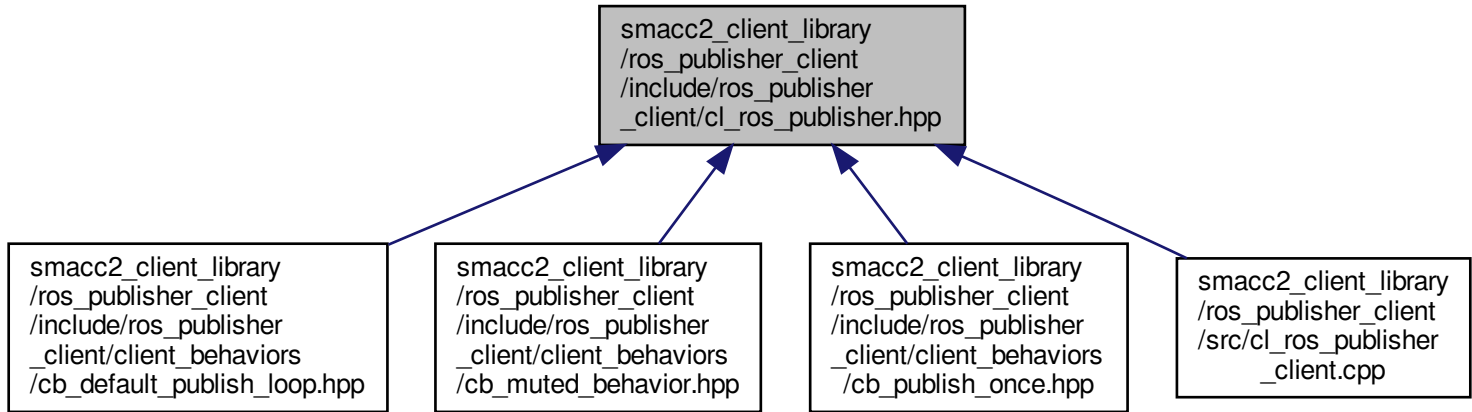 smacc2_client_library
/ros_publisher_client
/include/ros_publisher
_client/cl_ros_publisher.hpp
smacc2_client_library
/ros_publisher_client
/include/ros_publisher
_client/client_behaviors
/cb_default_publish_loop.hpp
smacc2_client_library
/ros_publisher_client
/include/ros_publisher
_client/client_behaviors
/cb_muted_behavior.hpp
smacc2_client_library
/ros_publisher_client
/include/ros_publisher
_client/client_behaviors
/cb_publish_once.hpp
smacc2_client_library
/ros_publisher_client
/src/cl_ros_publisher
_client.cpp